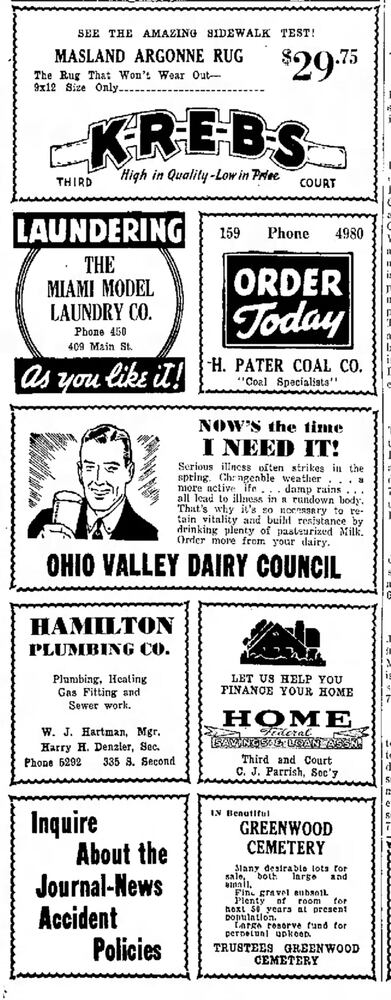 SEE THE AMAZING SIDEWALK TEST!
MASLAND ARGONNE RUG
$29.75
The Rug That Won't Wear Out—
9x12 Size Only
K-R-E-B-S
High in Quality - Low in Price
THIRD
COURT
LAUNDERING
THE
MIAMI MODEL
LAUNDRY CO.
Phone 450
409 Main St.
As you like it!
159 Phone 4980
ORDER
Today
H. PATER COAL CO.
"Coal Specialists"
NOW'S the time
I NEED IT!
Serious illness often strikes in the
spring. Changeable weather . . . a
more active life . . . damp rains . . .
all lead to illness in a rundown body.
That's why it's so necessary to re-
tain vitality and build resistance by
drinking plenty of pasteurized Milk.
Order more from your dairy.
OHIO VALLEY DAIRY COUNCIL
HAMILTON
PLUMBING CO.
Plumbing, Heating
Gas Fitting and
Sewer work.
W. J. Hartman, Mgr.
Harry H. Denzler, Sec.
Phone 5292 335 S. Second
LET US HELP YOU
FINANCE YOUR HOME
HOME
Federal
SAVINGS & LOAN ASSN.
Third and Court
C. J. Parrish, Sec'y
Inquire
About the
Journal-News
Accident
Policies
IN Beautiful
GREENWOOD
CEMETERY
Many desirable lots for
sale, both large and
small.
Fine gravel subsoil.
Plenty of room for
next 50 years at present
population.
Large reserve fund for
perpetual upkeep.
TRUSTEES GREENWOOD
CEMETERY